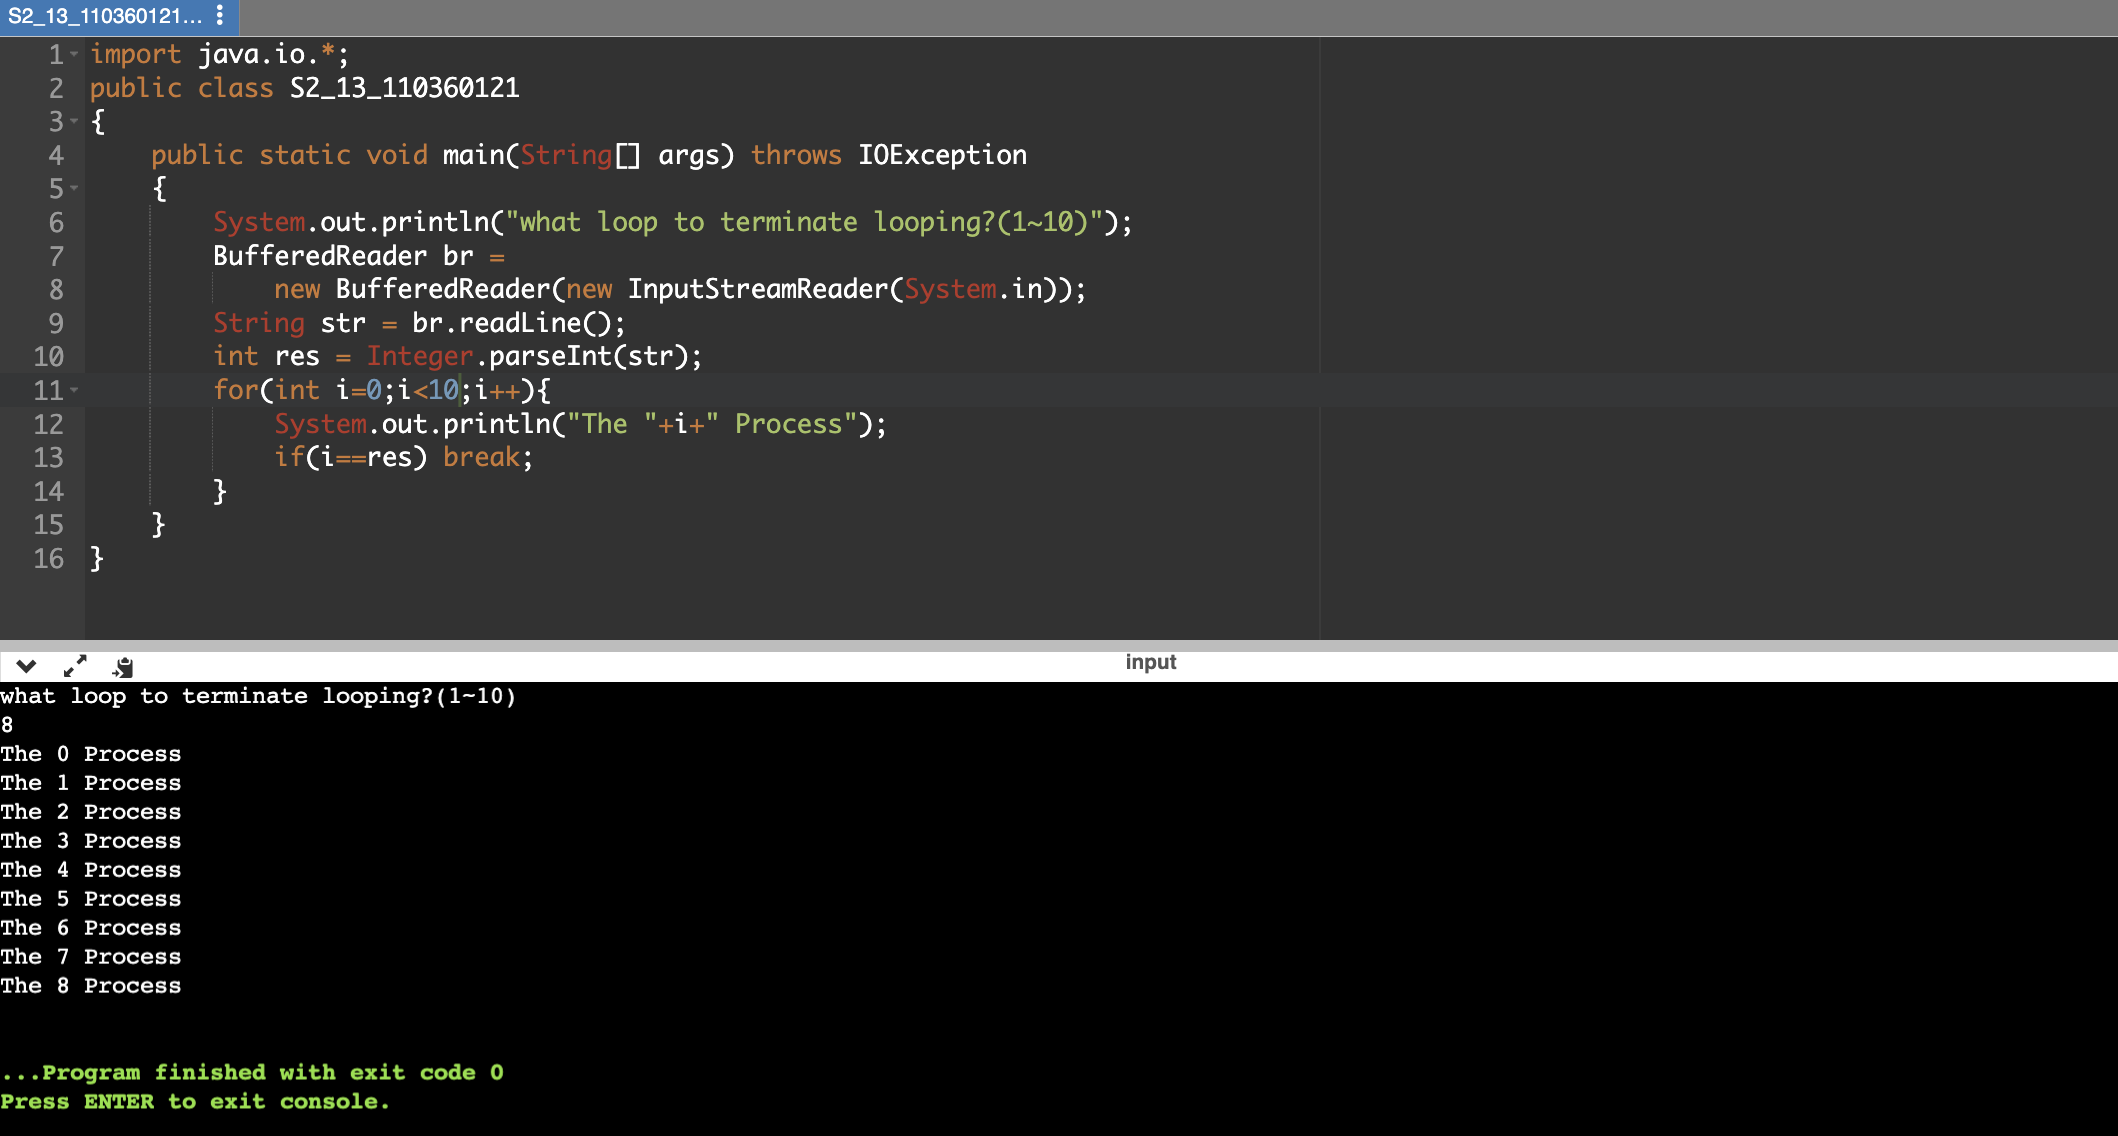 S2_13_110360121...
1 import java.io.*;
2 public class S2_13_110360121
3 {
4     public static void main(String[] args) throws IOException
5     {
6         System.out.println("what loop to terminate looping?(1~10)");
7         BufferedReader br =
8             new BufferedReader(new InputStreamReader(System.in));
9         String str = br.readLine();
10         int res = Integer.parseInt(str);
11         for(int i=0;i<10;i++){
12             System.out.println("The "+i+" Process");
13             if(i==res) break;
14         }
15     }
16 }
input
what loop to terminate looping?(1~10)
8
The 0 Process
The 1 Process
The 2 Process
The 3 Process
The 4 Process
The 5 Process
The 6 Process
The 7 Process
The 8 Process
...Program finished with exit code 0
Press ENTER to exit console.